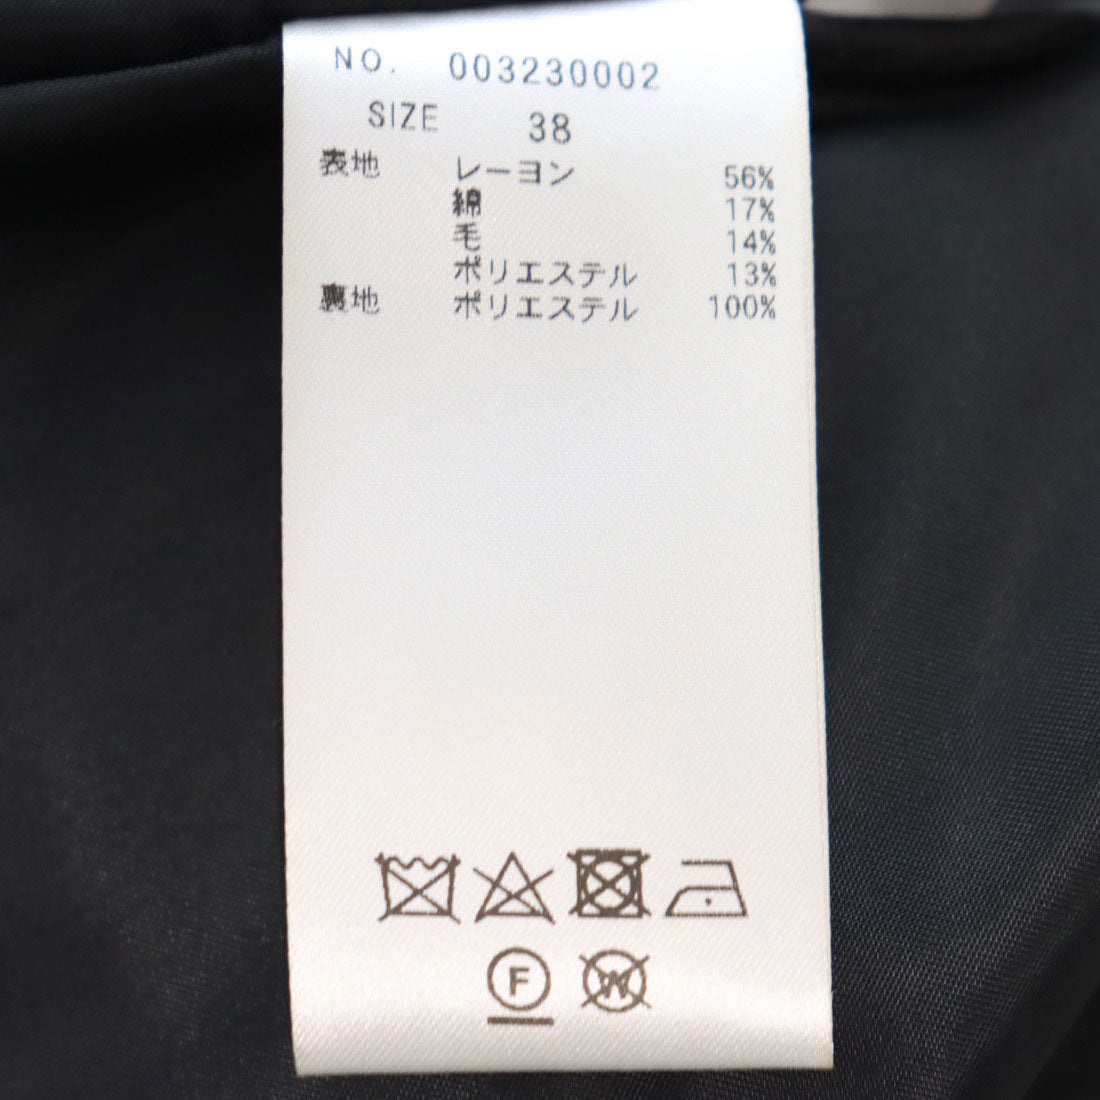 NO. 003230002
SIZE 38
表地 レーヨン 56%
綿 17%
毛 14%
ポリエステル 13%
裏地 ポリエステル 100%
F W